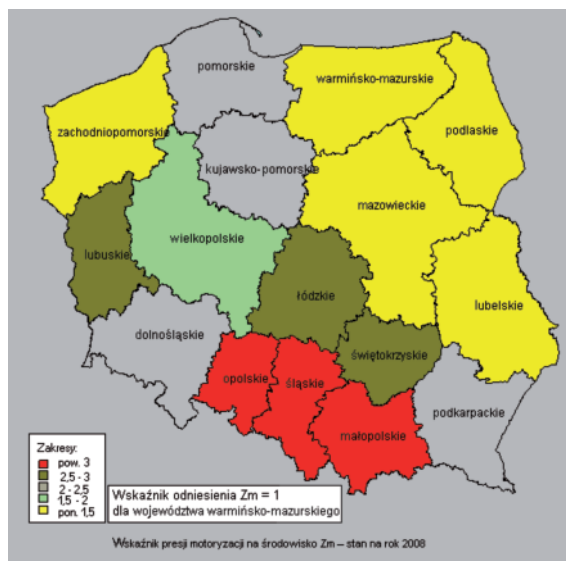 pomorskie
warmińsko-mazurskie
zachodniopomorskie
podlaskie
kujawsko-pomorskie
mazowieckie
wielkopolskie
lubuskie
łódzkie
lubelskie
dolnośląskie
świętokrzyskie
opolskie
śląskie
podkarpackie
małopolskie
Zakresy:
pow. 3
2,5 - 3
2 - 2,5
1,5 - 2
pon. 1,5
Wskaźnik odniesienia Zm = 1
dla województwa warmińsko-mazurskiego
Wskaźnik presji motoryzacji na środowisko Zm – stan na rok 2008